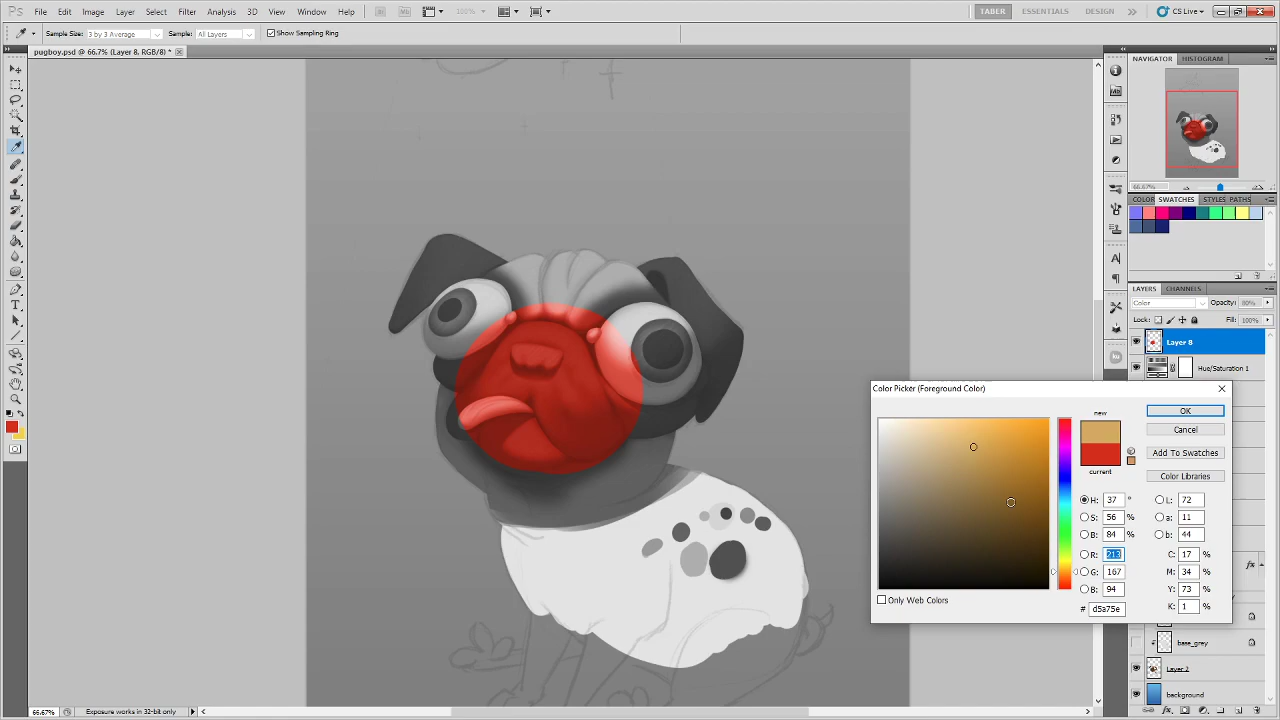 Ps File Edit Image Layer Select Filter Analysis 3D View Window Help Br 66.7 TABER ESSENTIALS DESIGN CS Live
Sample Size: 3 by 3 Average Sample: All Layers Show Sampling Ring
pugboy.psd @ 66.7% (Layer 8, RGB/8) *
NAVIGATOR HISTOGRAM
66.67%
COLOR SWATCHES STYLES PATHS
LAYERS CHANNELS
Color Opacity: 80%
Lock: Fill: 100%
Layer 8
Hue/Saturation 1
Color Picker (Foreground Color)
new
current
OK
Cancel
Add To Swatches
Color Libraries
H: 37 ° L: 72
S: 56 % a: 11
B: 84 % b: 44
R: 213 C: 17 %
G: 167 M: 34 %
B: 94 Y: 73 %
# d5a75e K: 1 %
Only Web Colors
fx
base_grey
Layer 2
background
66.67% Exposure works in 32-bit only